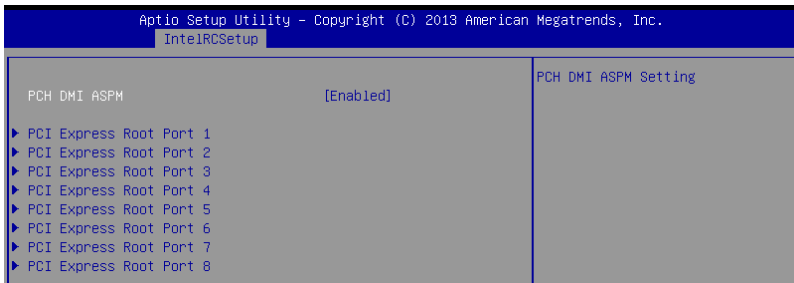 Aptio Setup Utility – Copyright (C) 2013 American Megatrends, Inc.
IntelRCSetup
PCH DMI ASPM [Enabled]
PCH DMI ASPM Setting
PCI Express Root Port 1
PCI Express Root Port 2
PCI Express Root Port 3
PCI Express Root Port 4
PCI Express Root Port 5
PCI Express Root Port 6
PCI Express Root Port 7
PCI Express Root Port 8